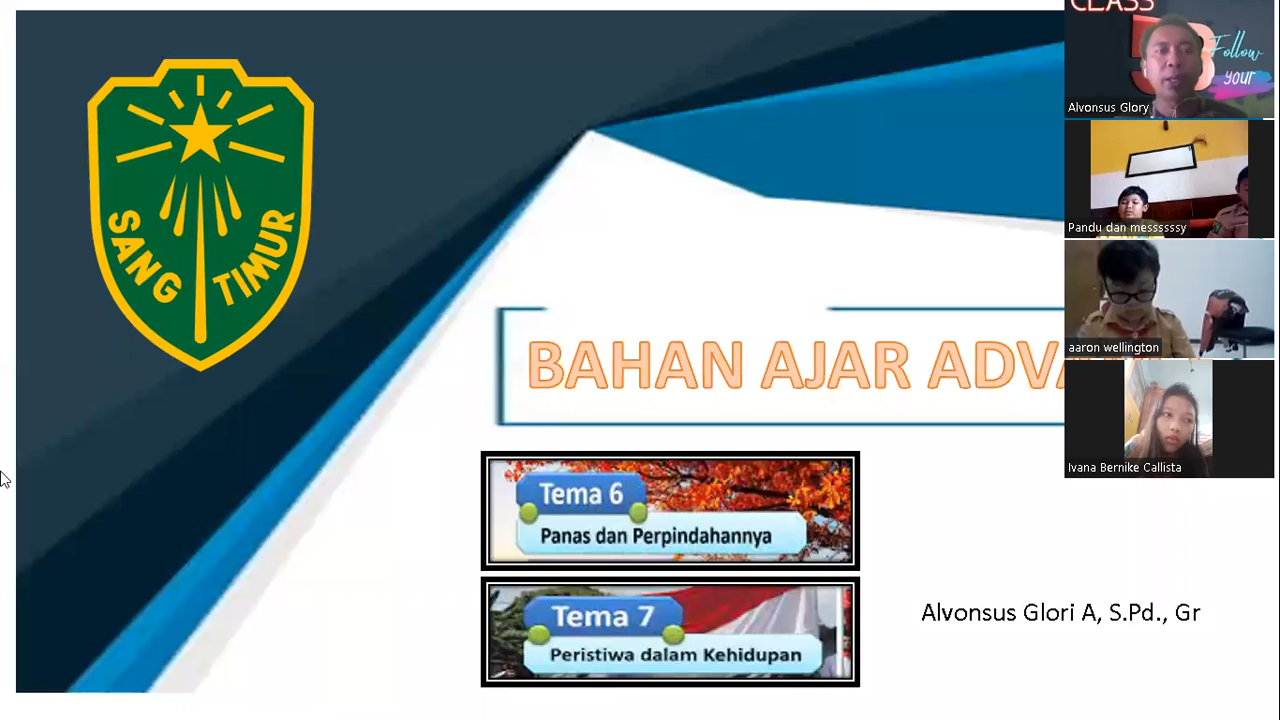 SANG TIMUR
BAHAN AJAR ADV
Tema 6
Panas dan Perpindahannya
Tema 7
Peristiwa dalam Kehidupan
Alvonsus Glori A, S.Pd., Gr
CLASS
Follow
your
Alvonsus Glory
Pandu dan messssssy
aaron wellington
Ivana Bernike Callista